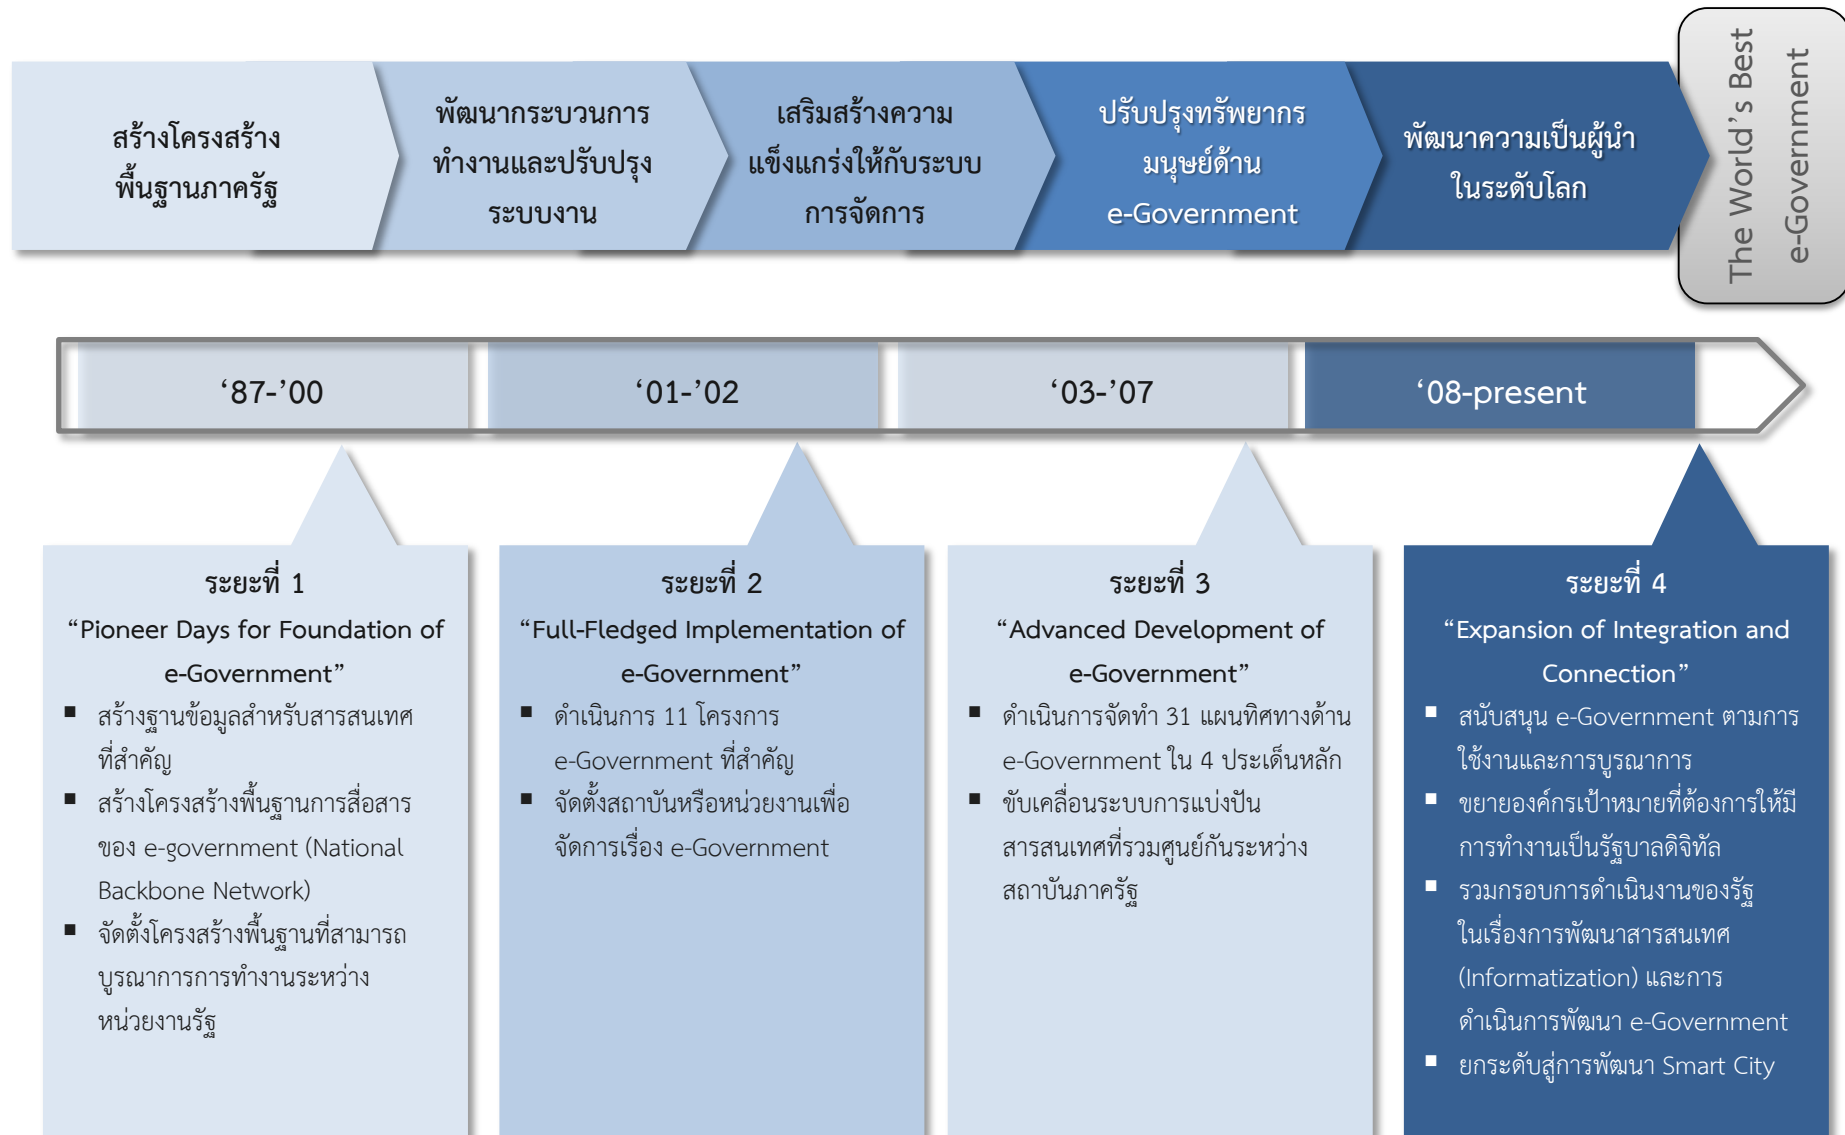 สร้างโครงสร้าง
พื้นฐานภาครัฐ
พัฒนากระบวนการ
ทำงานและปรับปรุง
ระบบงาน
เสริมสร้างความ
แข็งแกร่งให้กับระบบ
การจัดการ
ปรับปรุงทรัพยากร
มนุษย์ด้าน
e-Government
พัฒนาความเป็นผู้นำ
ในระดับโลก
The World's Best
e-Government
‘87-’00
‘01-’02
‘03-’07
‘08-present
ระยะที่ 1
“Pioneer Days for Foundation of
e-Government”
▪ สร้างฐานข้อมูลสำหรับสารสนเทศ
ที่สำคัญ
▪ สร้างโครงสร้างพื้นฐานการสื่อสาร
ของ e-government (National
Backbone Network)
▪ จัดตั้งโครงสร้างพื้นฐานที่สามารถ
บูรณาการการทำงานระหว่าง
หน่วยงานรัฐ
ระยะที่ 2
“Full-Fledged Implementation of
e-Government”
▪ ดำเนินการ 11 โครงการ
e-Government ที่สำคัญ
▪ จัดตั้งสถาบันหรือหน่วยงานเพื่อ
จัดการเรื่อง e-Government
ระยะที่ 3
“Advanced Development of
e-Government”
▪ ดำเนินการจัดทำ 31 แผนทิศทางด้าน
e-Government ใน 4 ประเด็นหลัก
▪ ขับเคลื่อนระบบการแบ่งปัน
สารสนเทศที่รวมศูนย์กันระหว่าง
สถาบันภาครัฐ
ระยะที่ 4
“Expansion of Integration and
Connection”
▪ สนับสนุน e-Government ตามการ
ใช้งานและการบูรณาการ
▪ ขยายองค์กรเป้าหมายที่ต้องการให้มี
การทำงานเป็นรัฐบาลดิจิทัล
▪ รวมกรอบการดำเนินงานของรัฐ
ในเรื่องการพัฒนาสารสนเทศ
(Informatization) และการ
ดำเนินการพัฒนา e-Government
▪ ยกระดับสู่การพัฒนา Smart City